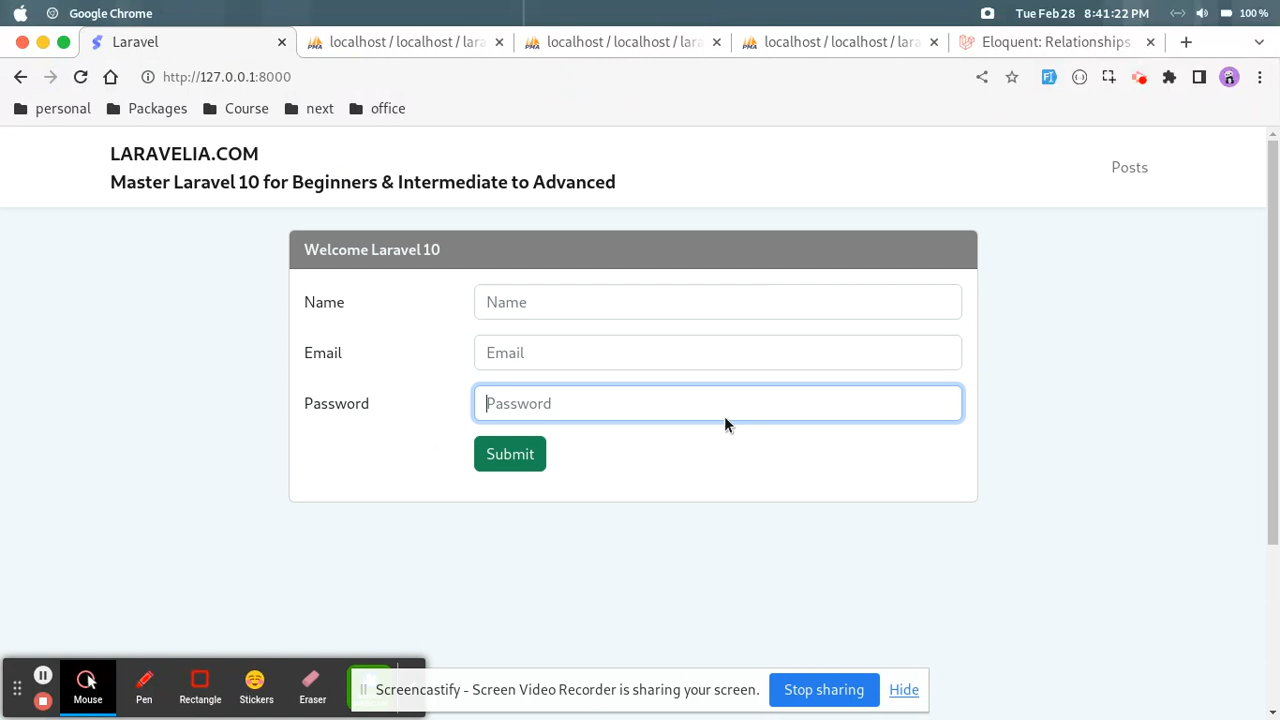 Google Chrome
Tue Feb 28 8:41:22 PM 100 %
Laravel
localhost / localhost / lara
localhost / localhost / lara
localhost / localhost / lara
Eloquent: Relationships
http://127.0.0.1:8000
personal
Packages
Course
next
office
LARAVELIA.COM
Master Laravel 10 for Beginners & Intermediate to Advanced
Posts
Welcome Laravel 10
Name
Name
Email
Email
Password
Password
Submit
Mouse
Pen
Rectangle
Stickers
Eraser
Screencastify - Screen Video Recorder is sharing your screen.
Stop sharing
Hide